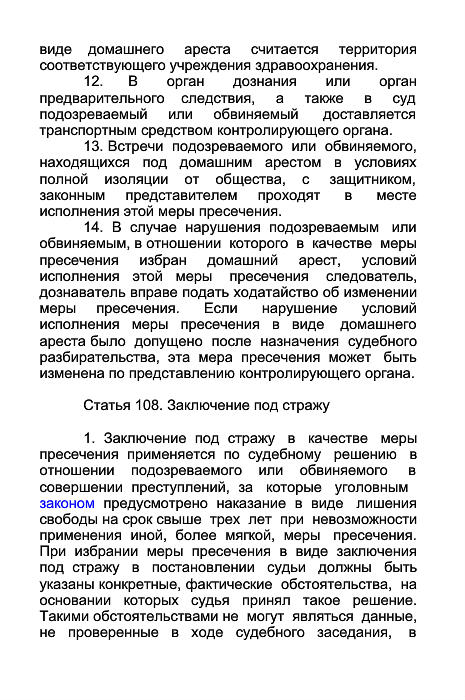 виде домашнего ареста считается территория
соответствующего учреждения здравоохранения.
12. В орган дознания или орган
предварительного следствия, а также в суд
подозреваемый или обвиняемый доставляется
транспортным средством контролирующего органа.
13. Встречи подозреваемого или обвиняемого,
находящихся под домашним арестом в условиях
полной изоляции от общества, с защитником,
законным представителем проходят в месте
исполнения этой меры пресечения.
14. В случае нарушения подозреваемым или
обвиняемым, в отношении которого в качестве меры
пресечения избран домашний арест, условий
исполнения этой меры пресечения следователь,
дознаватель вправе подать ходатайство об изменении
меры пресечения. Если нарушение условий
исполнения меры пресечения в виде домашнего
ареста было допущено после назначения судебного
разбирательства, эта мера пресечения может быть
изменена по представлению контролирующего органа.
Статья 108. Заключение под стражу
1. Заключение под стражу в качестве меры
пресечения применяется по судебному решению в
отношении подозреваемого или обвиняемого в
совершении преступлений, за которые уголовным
законом предусмотрено наказание в виде лишения
свободы на срок свыше трех лет при невозможности
применения иной, более мягкой, меры пресечения.
При избрании меры пресечения в виде заключения
под стражу в постановлении судьи должны быть
указаны конкретные, фактические обстоятельства, на
основании которых судья принял такое решение.
Такими обстоятельствами не могут являться данные,
не проверенные в ходе судебного заседания, в